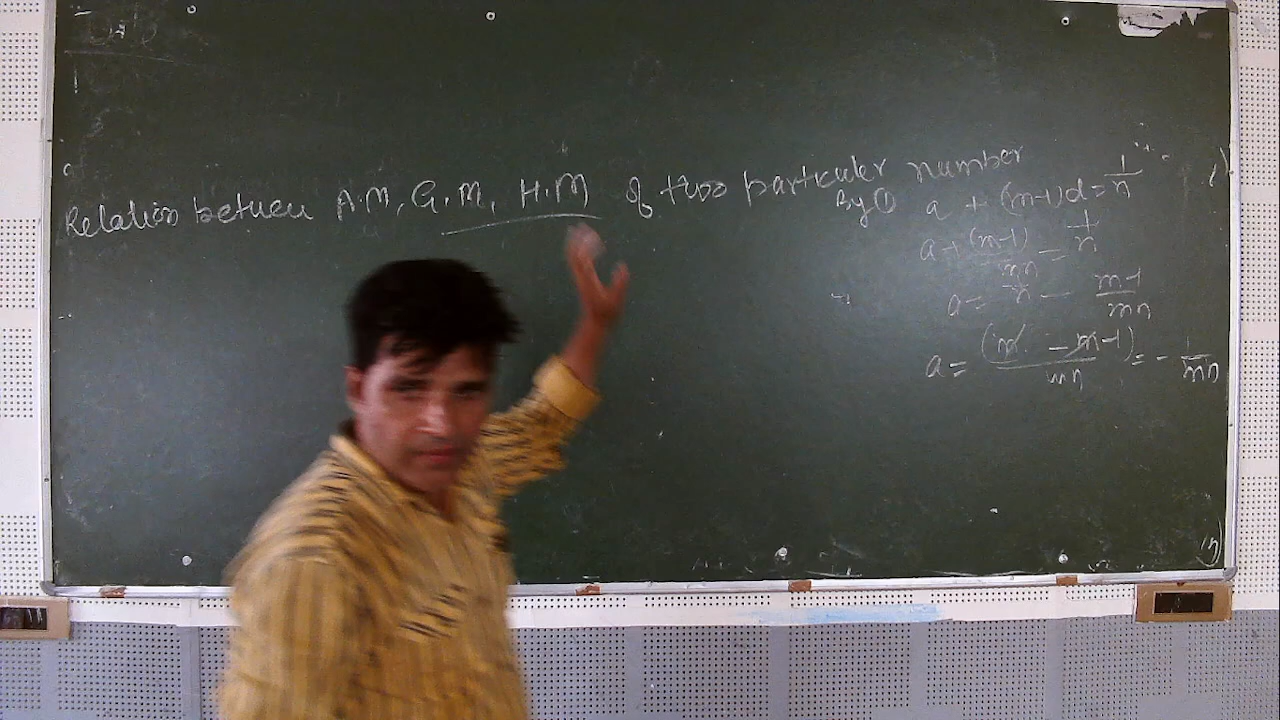 Relation between A.M, G.M, H.M of two particular number
By ① a + (m-1)d = 1/n
a + (m-1)/mn = 1/n
a = 1/n - m-1/mn
a = (m - m-1)/mn = - 1/mn